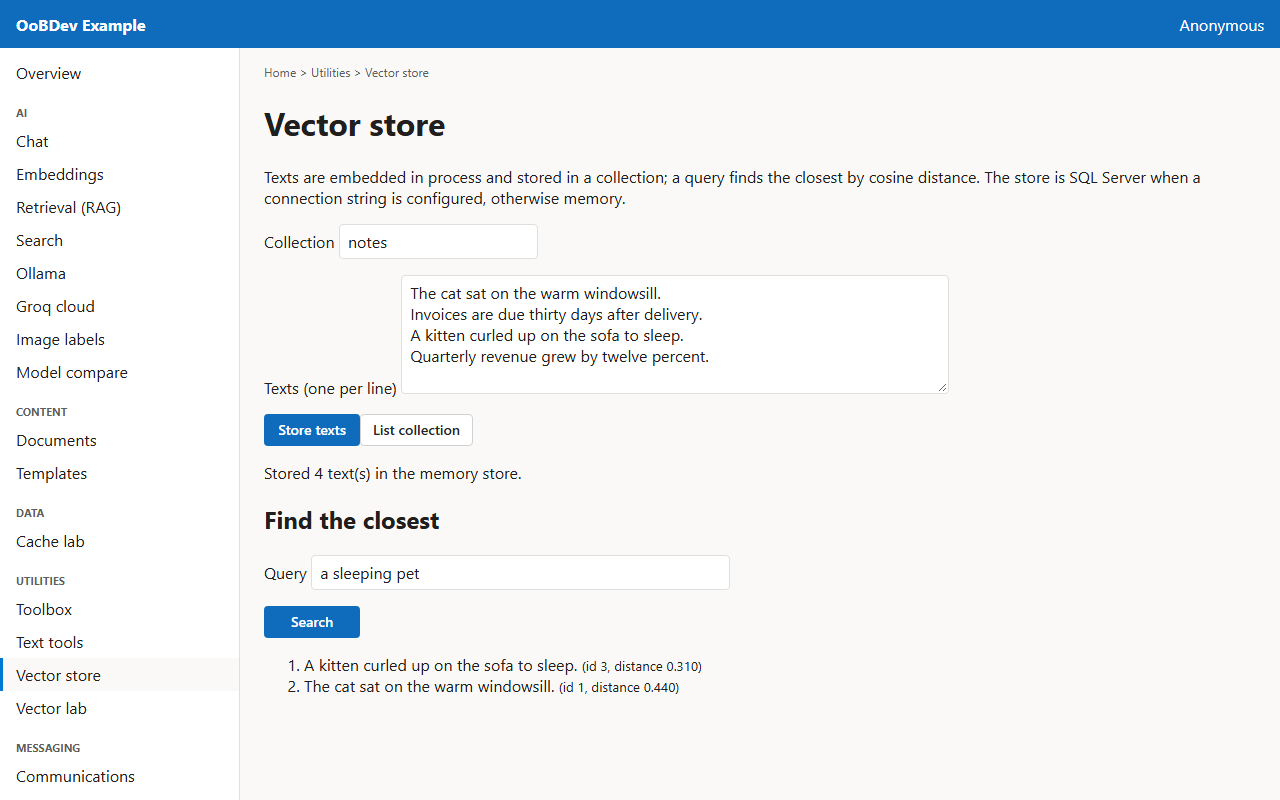 OoBDev Example
Anonymous
Overview
AI
Chat
Embeddings
Retrieval (RAG)
Search
Ollama
Groq cloud
Image labels
Model compare
CONTENT
Documents
Templates
DATA
Cache lab
UTILITIES
Toolbox
Text tools
Vector store
Vector lab
MESSAGING
Communications
Home > Utilities > Vector store
Vector store
Texts are embedded in process and stored in a collection; a query finds the closest by cosine distance. The store is SQL Server when a
connection string is configured, otherwise memory.
Collection notes
The cat sat on the warm windowsill.
Invoices are due thirty days after delivery.
A kitten curled up on the sofa to sleep.
Quarterly revenue grew by twelve percent.
Texts (one per line)
Store texts List collection
Stored 4 text(s) in the memory store.
Find the closest
Query a sleeping pet
Search
1. A kitten curled up on the sofa to sleep. (id 3, distance 0.310)
2. The cat sat on the warm windowsill. (id 1, distance 0.440)